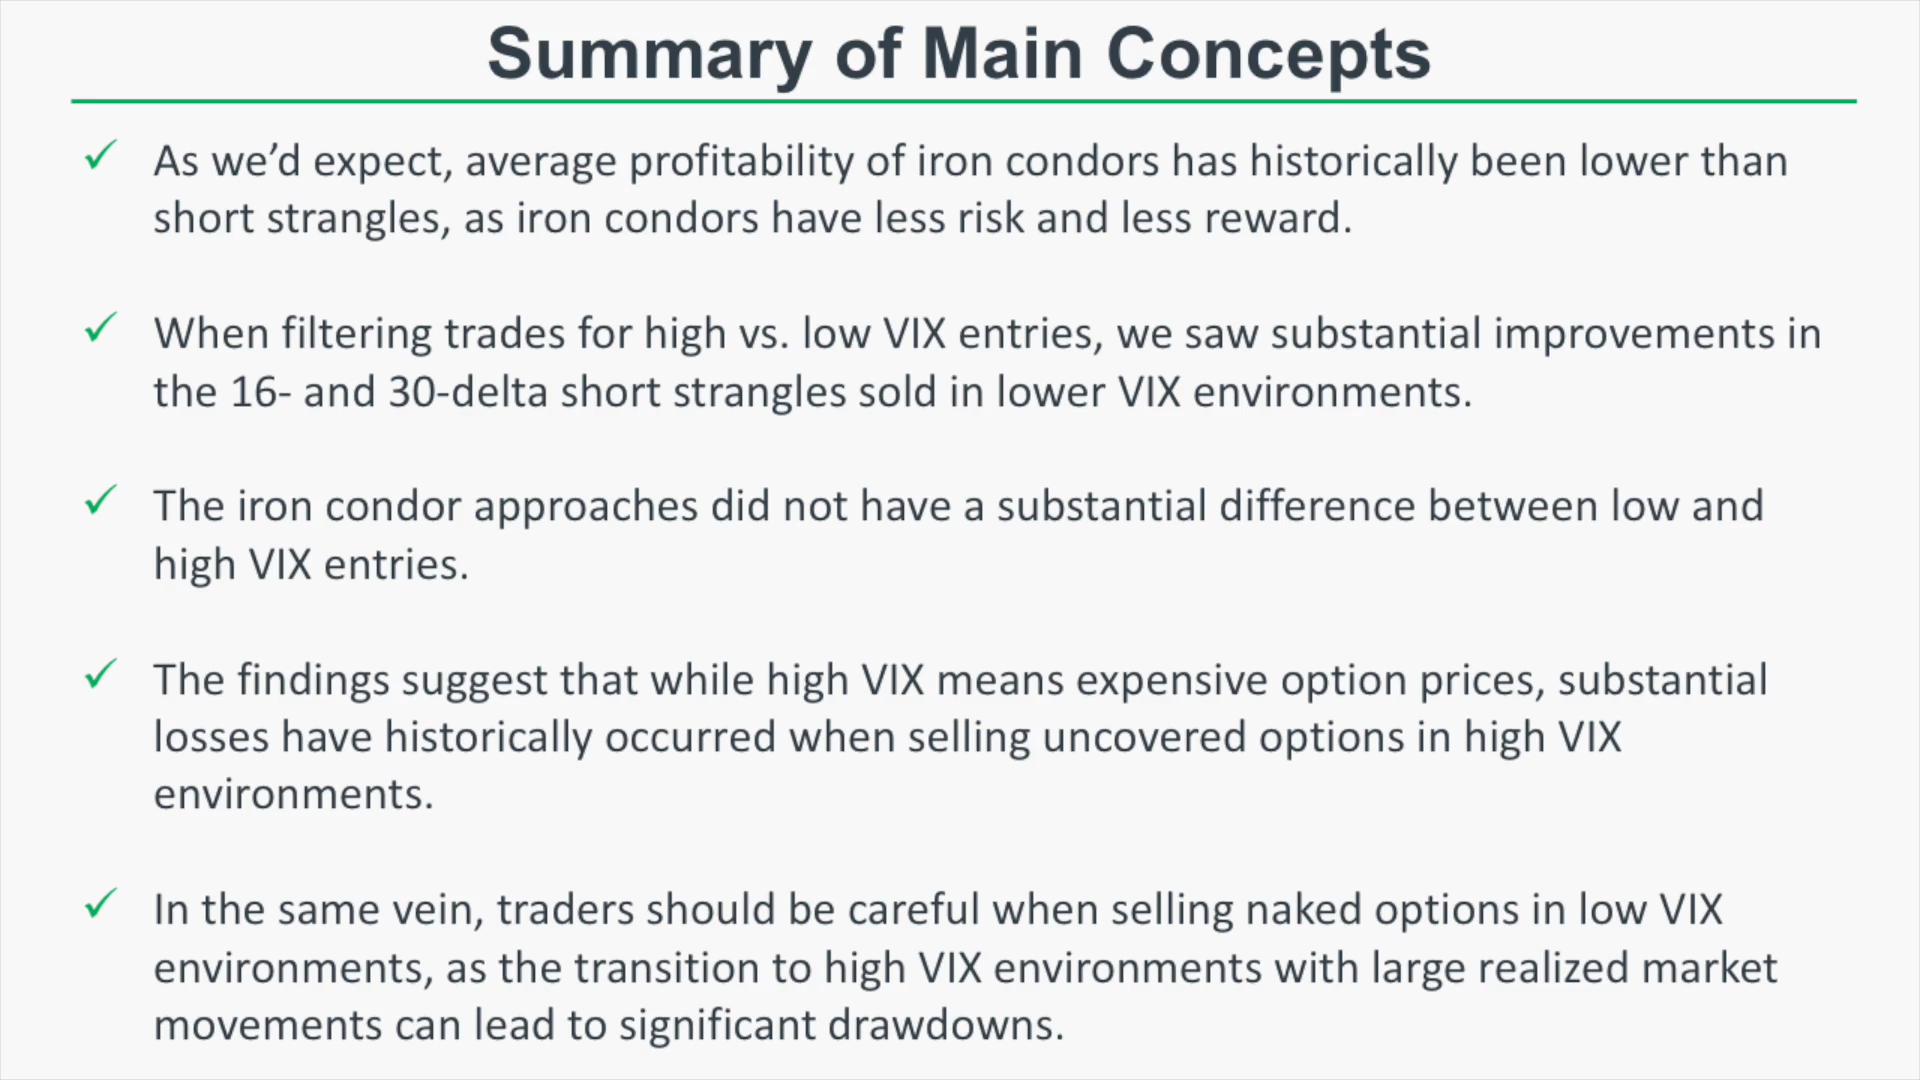 Summary of Main Concepts
✓ As we’d expect, average profitability of iron condors has historically been lower than
short strangles, as iron condors have less risk and less reward.
✓ When filtering trades for high vs. low VIX entries, we saw substantial improvements in
the 16- and 30-delta short strangles sold in lower VIX environments.
✓ The iron condor approaches did not have a substantial difference between low and
high VIX entries.
✓ The findings suggest that while high VIX means expensive option prices, substantial
losses have historically occurred when selling uncovered options in high VIX
environments.
✓ In the same vein, traders should be careful when selling naked options in low VIX
environments, as the transition to high VIX environments with large realized market
movements can lead to significant drawdowns.